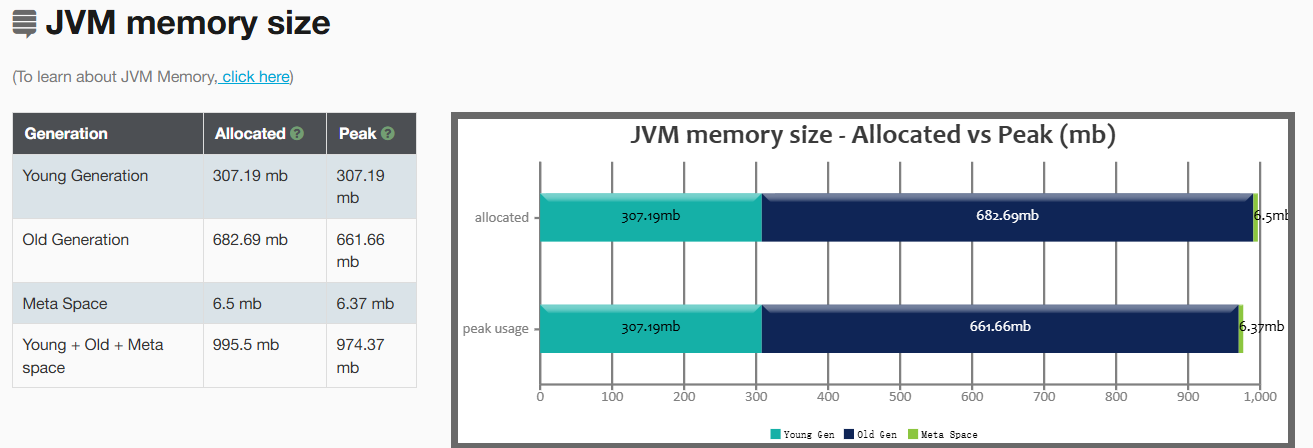 JVM memory size
(To learn about JVM Memory, click here)
Generation Allocated ? Peak ?
Young Generation 307.19 mb 307.19
mb
Old Generation 682.69 mb 661.66
mb
Meta Space 6.5 mb 6.37 mb
Young + Old + Meta 995.5 mb 974.37
space mb
JVM memory size - Allocated vs Peak (mb)
allocated 307.19mb 682.69mb 6.5mb
peak usage 307.19mb 661.66mb 6.37mb
0 100 200 300 400 500 600 700 800 900 1,000
Young Gen Old Gen Meta Space